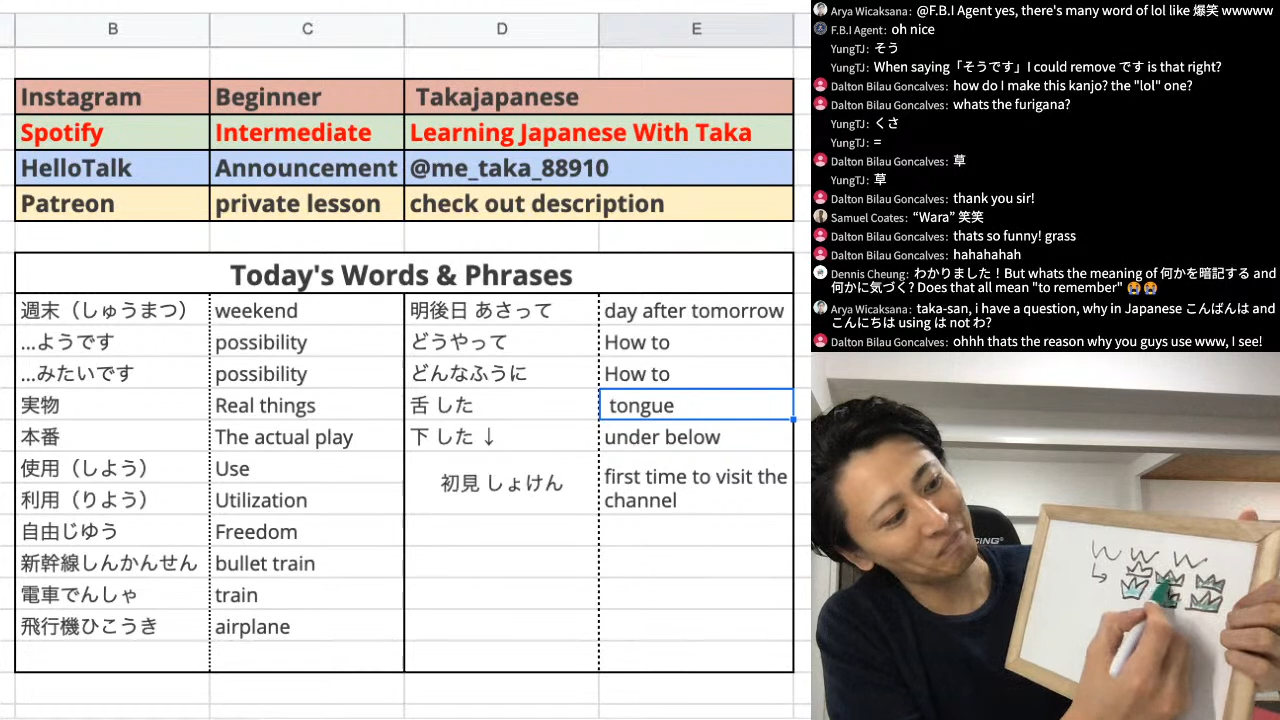 B C D E
Instagram Beginner Takajapanese
Spotify Intermediate Learning Japanese With Taka
HelloTalk Announcement @me_taka_88910
Patreon private lesson check out description
Today's Words & Phrases
週末（しゅうまつ） weekend 明後日 あさって day after tomorrow
...ようです possibility どうやって How to
...みたいです possibility どんなふうに How to
実物 Real things 舌 した tongue
本番 The actual play 下 した ↓ under below
使用（しよう） Use 初見 しょけん first time to visit the
利用（りよう） Utilization channel
自由じゆう Freedom
新幹線しんかんせん bullet train
電車でんしゃ train
飛行機ひこうき airplane
Arya Wicaksana: @F.B.I Agent yes, there's many word of lol like 爆笑 wwwww
F.B.I Agent: oh nice
YungTJ: そう
YungTJ: When saying「そうです」I could remove です is that right?
Dalton Bilau Goncalves: how do I make this kanjo? the "lol" one?
Dalton Bilau Goncalves: whats the furigana?
YungTJ: くさ
YungTJ: =
Dalton Bilau Goncalves: 草
YungTJ: 草
Dalton Bilau Goncalves: thank you sir!
Samuel Coates: “Wara” 笑笑
Dalton Bilau Goncalves: thats so funny! grass
Dalton Bilau Goncalves: hahahahah
Dennis Cheung: わかりました！But whats the meaning of 何かを暗記する and
何かに気づく? Does that all mean "to remember" 😭😭
Arya Wicaksana: taka-san, i have a question, why in Japanese こんばんは and
こんにちは using は not わ?
Dalton Bilau Goncalves: ohhh thats the reason why you guys use www, I see!
w w w